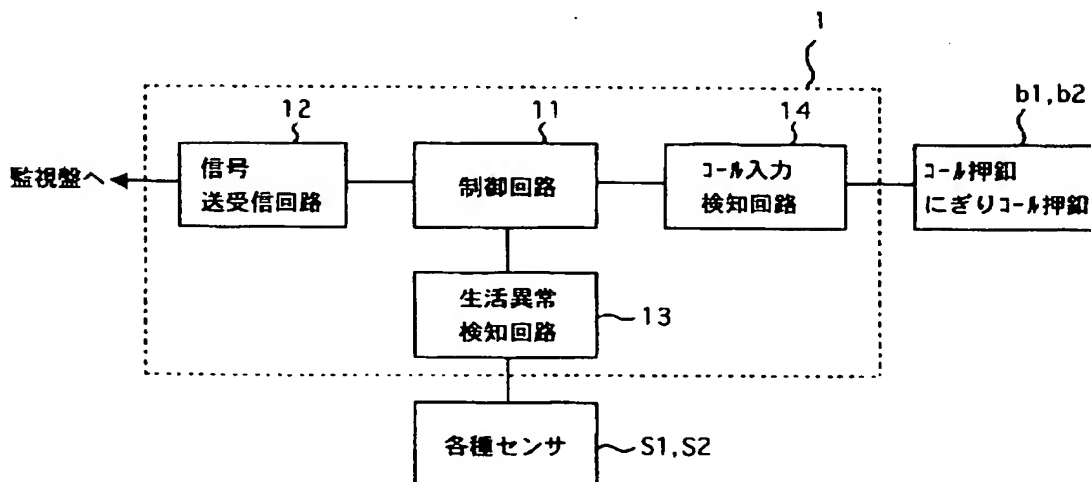 1
12
11
14
b1,b2
監視盤へ
信号
送受信回路
制御回路
ｺｰﾙ入力
検知回路
ｺｰﾙ押釦
にぎりｺｰﾙ押釦
生活異常
検知回路
13
各種センサ
S1,S2